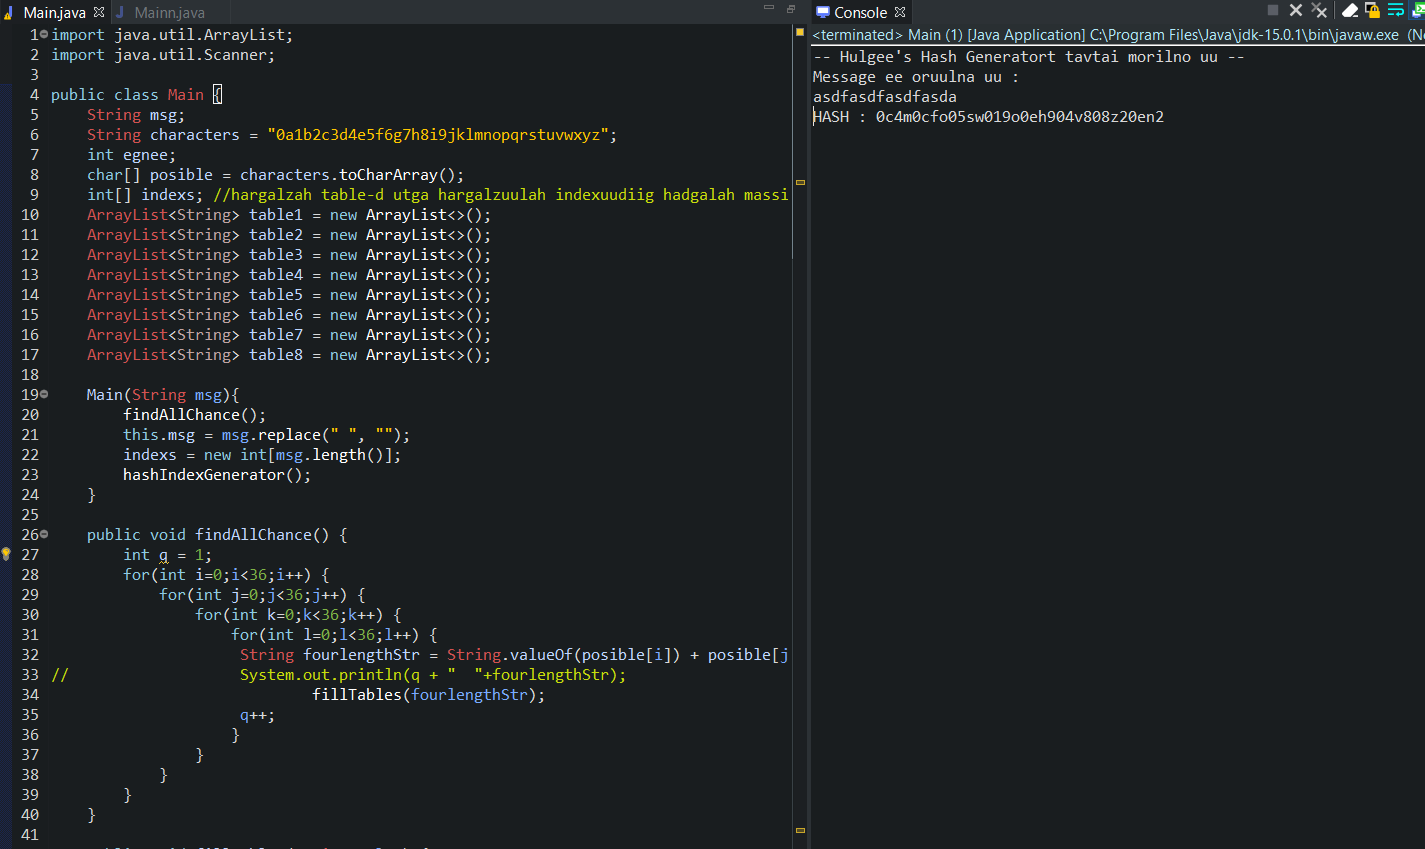 Main.java
Mainn.java
1 import java.util.ArrayList;
2 import java.util.Scanner;
3
4 public class Main {
5 String msg;
6 String characters = "0a1b2c3d4e5f6g7h8i9jklmnopqrstuvwxyz";
7 int egnee;
8 char[] posible = characters.toCharArray();
9 int[] indexs; //hargalzah table-d utga hargalzuulah indexuudiig hadgalah massi
10 ArrayList<String> table1 = new ArrayList<>();
11 ArrayList<String> table2 = new ArrayList<>();
12 ArrayList<String> table3 = new ArrayList<>();
13 ArrayList<String> table4 = new ArrayList<>();
14 ArrayList<String> table5 = new ArrayList<>();
15 ArrayList<String> table6 = new ArrayList<>();
16 ArrayList<String> table7 = new ArrayList<>();
17 ArrayList<String> table8 = new ArrayList<>();
18
19 Main(String msg){
20 findAllChance();
21 this.msg = msg.replace(" ", "");
22 indexs = new int[msg.length()];
23 hashIndexGenerator();
24 }
25
26 public void findAllChance() {
27 int q = 1;
28 for(int i=0;i<36;i++) {
29 for(int j=0;j<36;j++) {
30 for(int k=0;k<36;k++) {
31 for(int l=0;l<36;l++) {
32 String fourlengthStr = String.valueOf(posible[i]) + posible[j
33 // System.out.println(q + "  "+fourlengthStr);
34 fillTables(fourlengthStr);
35 q++;
36 }
37 }
38 }
39 }
40 }
41
Console
<terminated> Main (1) [Java Application] C:\Program Files\Java\jdk-15.0.1\bin\javaw.exe (No
-- Hulgee's Hash Generatort tavtai morilno uu --
Message ee oruulna uu :
asdfasdfasdfasda
HASH : 0c4m0cfo05sw019o0eh904v808z20en2